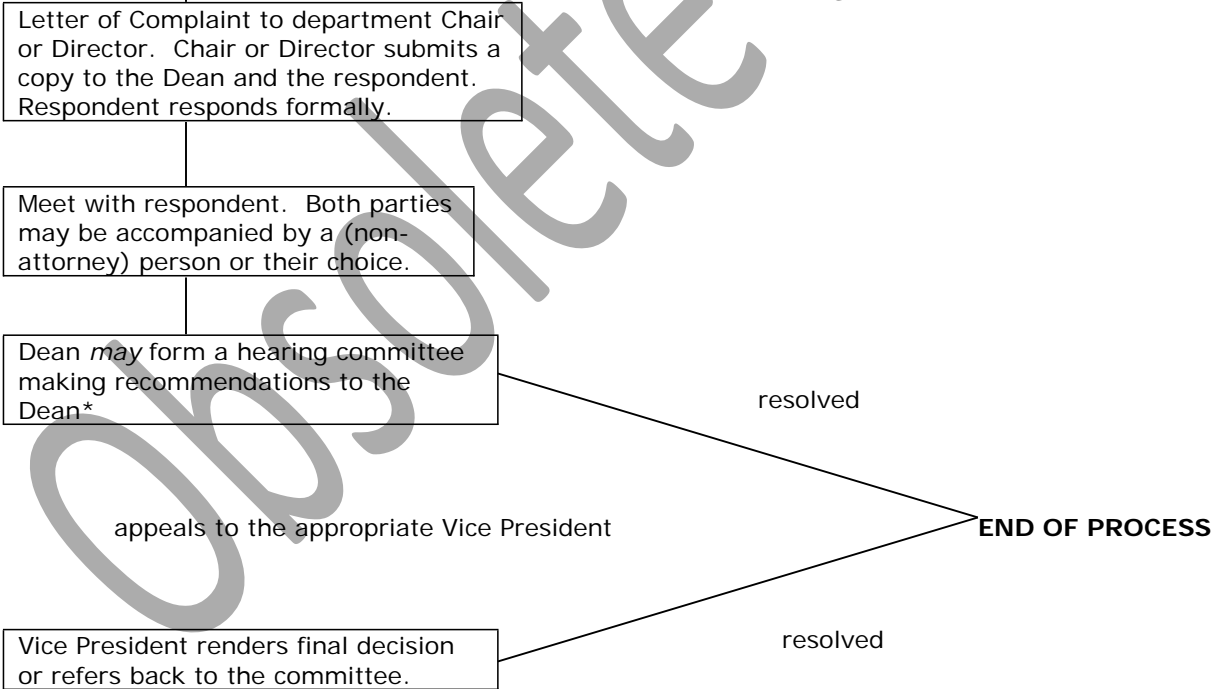 Letter of Complaint to department Chair
or Director. Chair or Director submits a
copy to the Dean and the respondent.
Respondent responds formally.
Meet with respondent. Both parties
may be accompanied by a (non-
attorney) person or their choice.
Dean may form a hearing committee
making recommendations to the
Dean*
resolved
appeals to the appropriate Vice President
END OF PROCESS
Vice President renders final decision
or refers back to the committee.
resolved
Obsolete